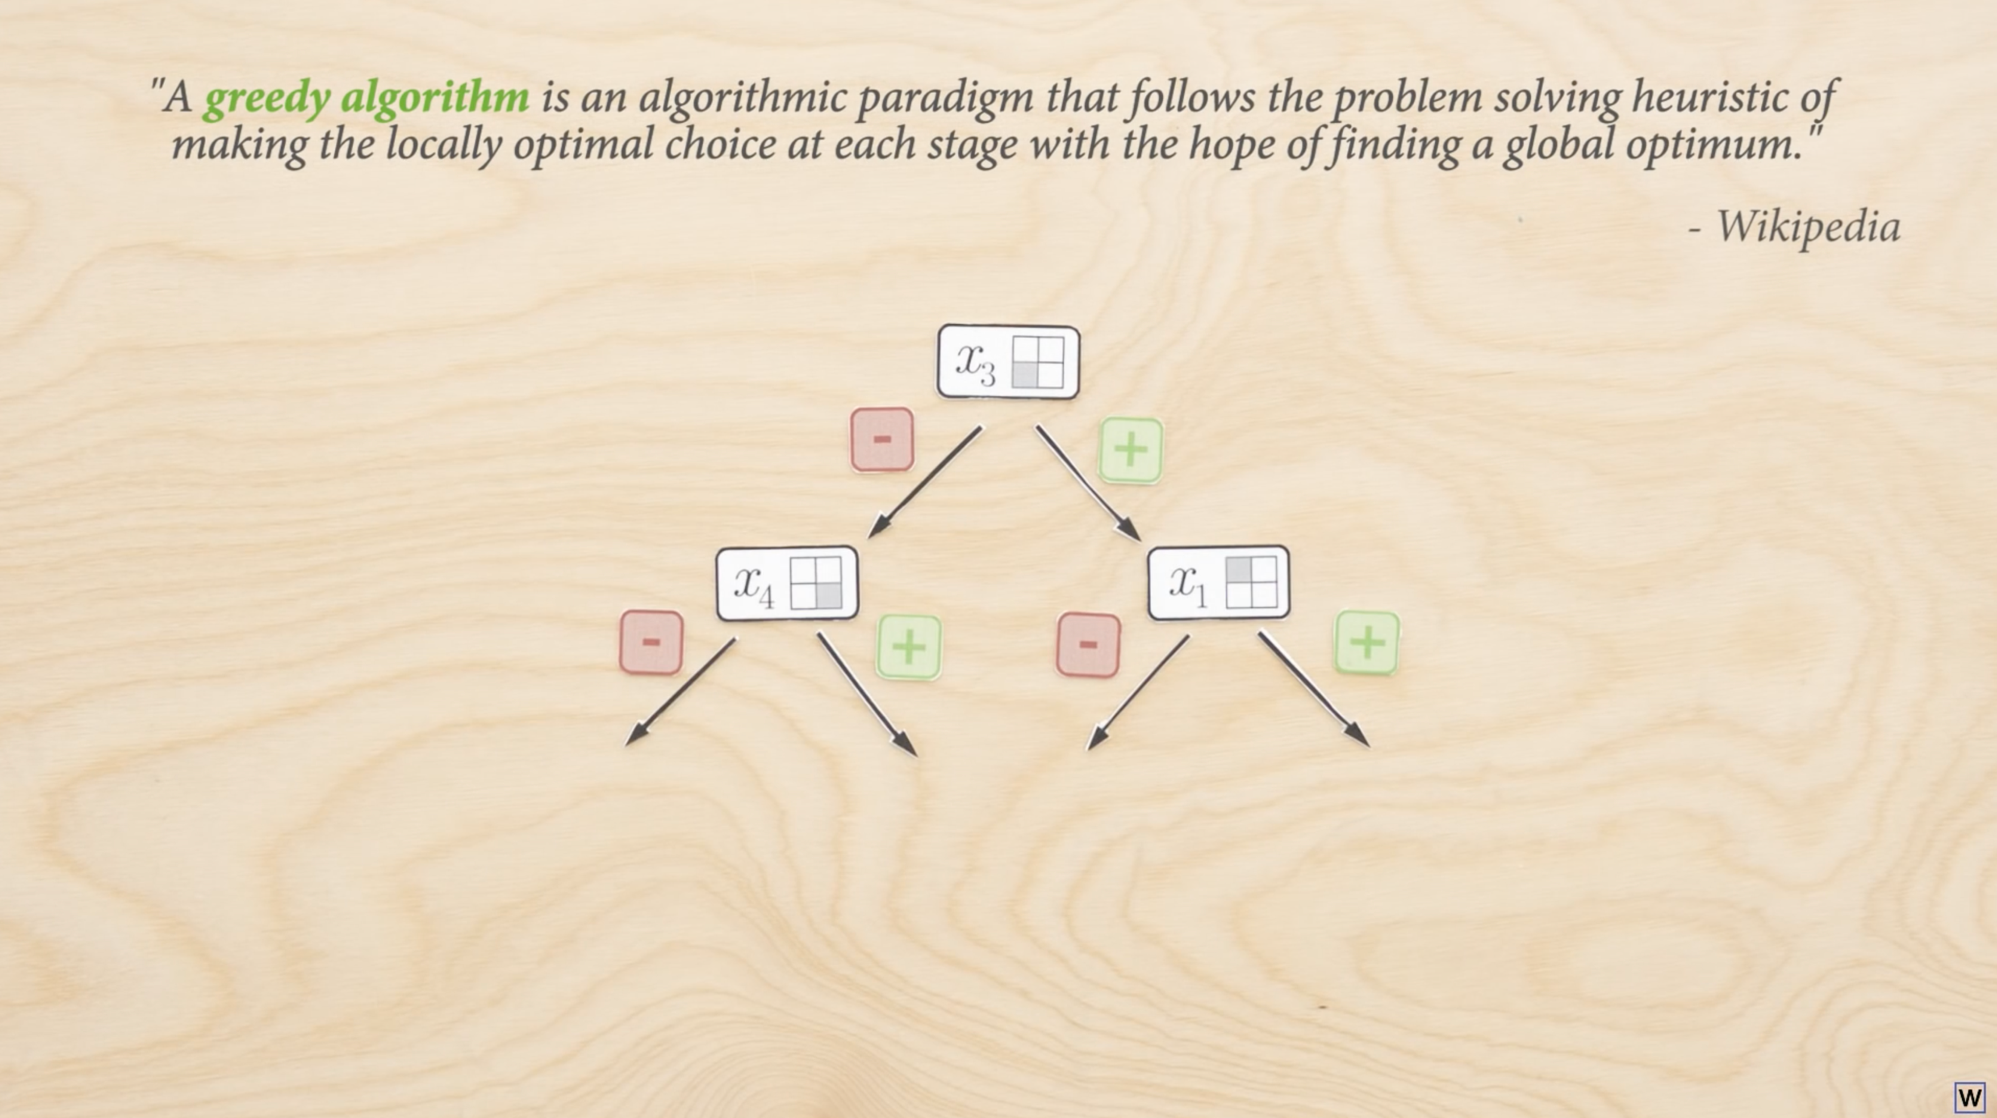 "A greedy algorithm is an algorithmic paradigm that follows the problem solving heuristic of
making the locally optimal choice at each stage with the hope of finding a global optimum."
- Wikipedia
x3
- +
x4 x1
- + - +
W